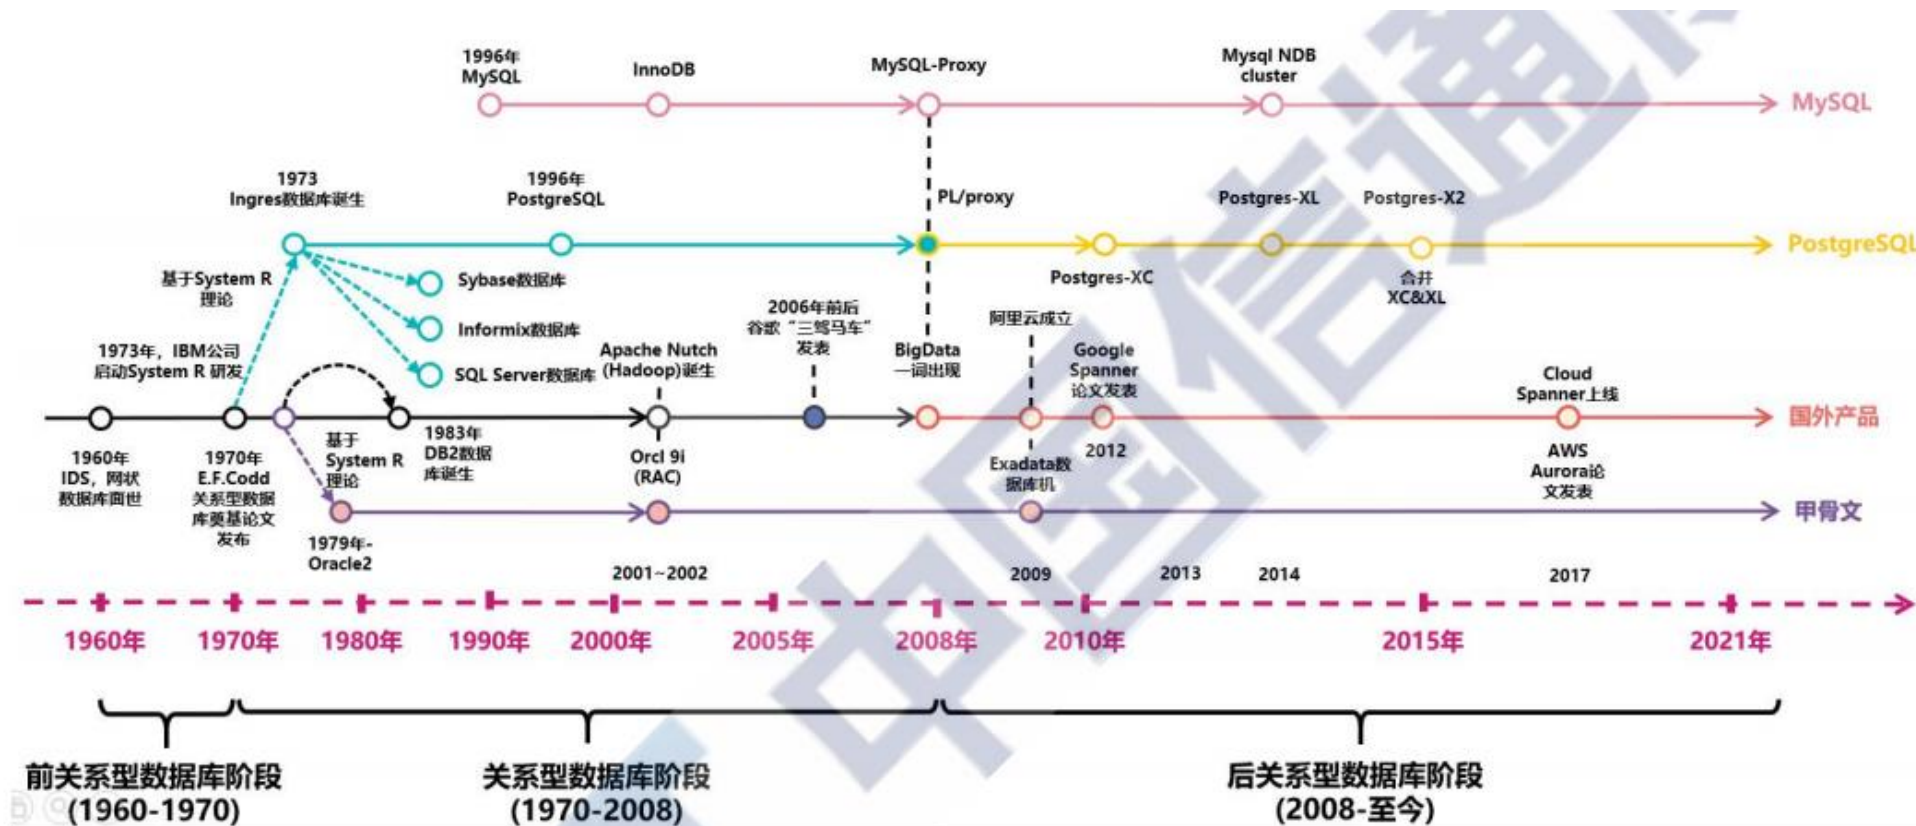 1996年
MySQL
InnoDB
MySQL-Proxy
Mysql NDB
cluster
MySQL
1973
Ingres数据库诞生
1996年
PostgreSQL
PL/proxy
Postgres-XL
Postgres-X2
PostgreSQL
基于System R
理论
Sybase数据库
Informix数据库
SQL Server数据库
Postgres-XC
合并
XC&XL
1973年，IBM公司
启动System R 研发
Apache Nutch
(Hadoop)诞生
2006年前后
谷歌“三驾马车”
发表
BigData
一词出现
阿里云成立
Google
Spanner
论文发表
Cloud
Spanner上线
国外产品
1960年
IDS，网状
数据库面世
1970年
E.F.Codd
关系型数据
库奠基论文
发布
基于
System R
理论
1983年
DB2数据
库诞生
Orcl 9i
(RAC)
Exadata数
据库机
2012
AWS
Aurora论
文发表
甲骨文
1979年-
Oracle2
2001~2002
2009
2013
2014
2017
1960年
1970年
1980年
1990年
2000年
2005年
2008年
2010年
2015年
2021年
前关系型数据库阶段
(1960-1970)
关系型数据库阶段
(1970-2008)
后关系型数据库阶段
(2008-至今)
中国信通